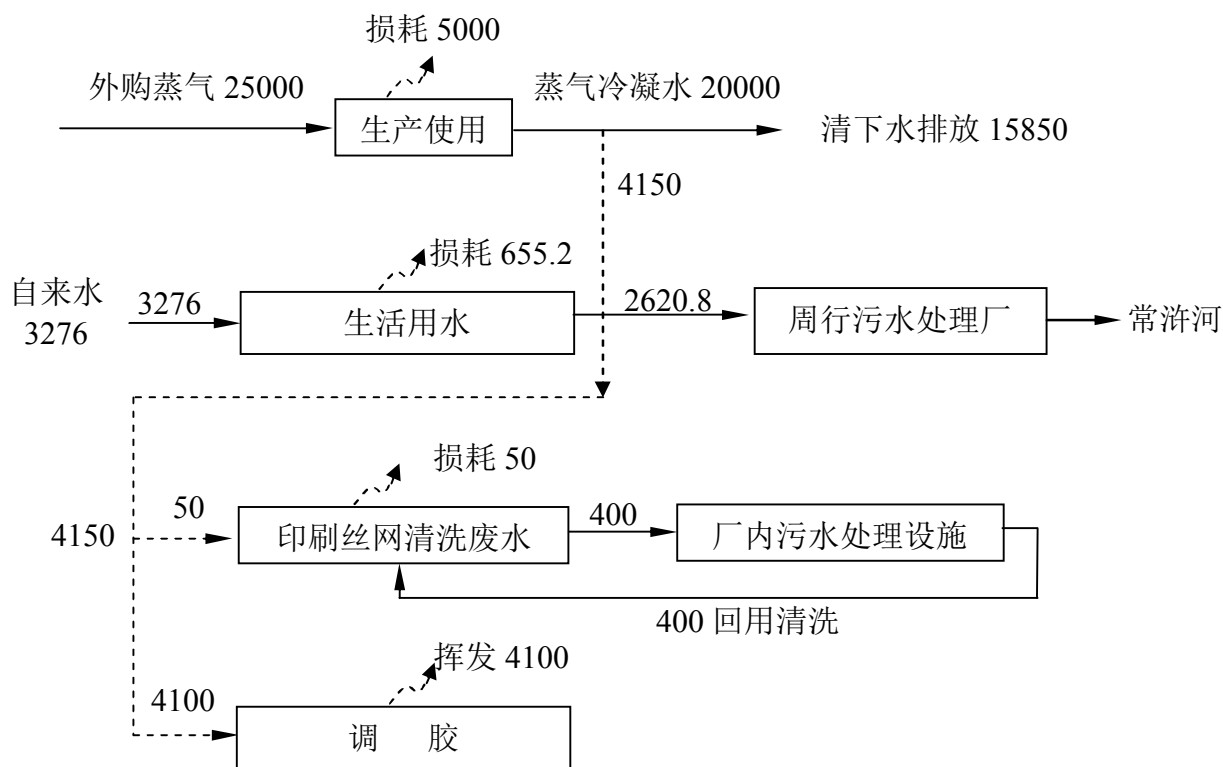 损耗 5000
外购蒸气 25000
蒸气冷凝水 20000
生产使用
清下水排放 15850
4150
损耗 655.2
自来水
3276
3276
生活用水
2620.8
周行污水处理厂
常浒河
损耗 50
50
4150
印刷丝网清洗废水
400
厂内污水处理设施
400 回用清洗
挥发 4100
4100
调 胶